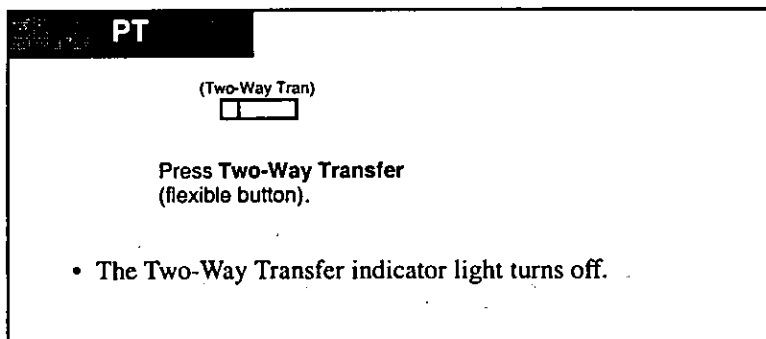 PT
(Two-Way Tran)
Press Two-Way Transfer
(flexible button).
• The Two-Way Transfer indicator light turns off.